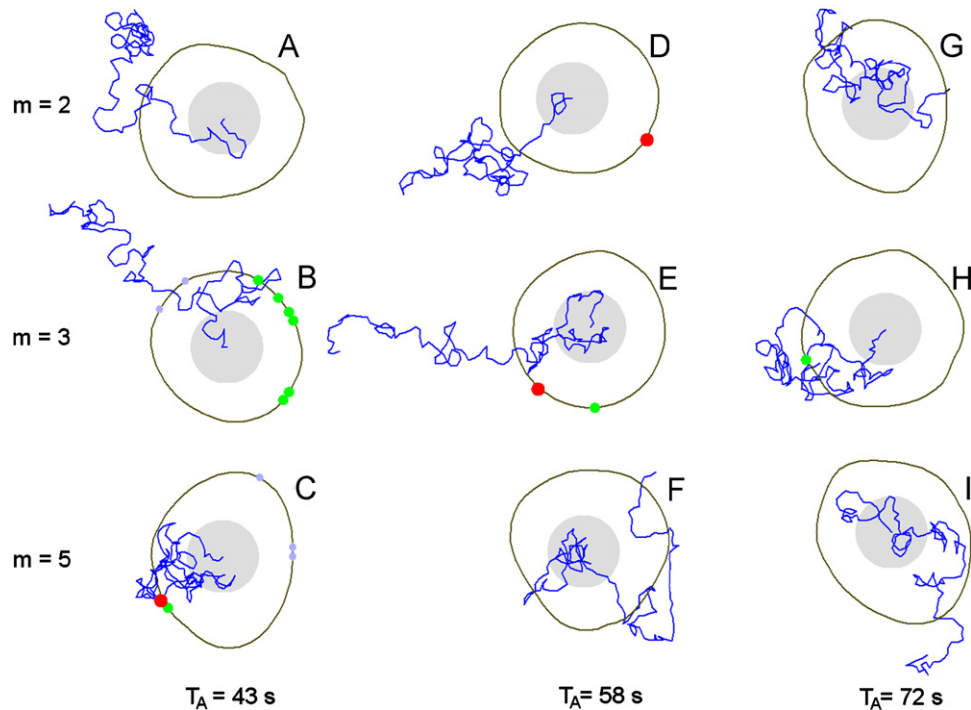 A
D
G
m = 2
B
E
H
m = 3
C
F
I
m = 5
T_A = 43 s
T_A = 58 s
T_A = 72 s